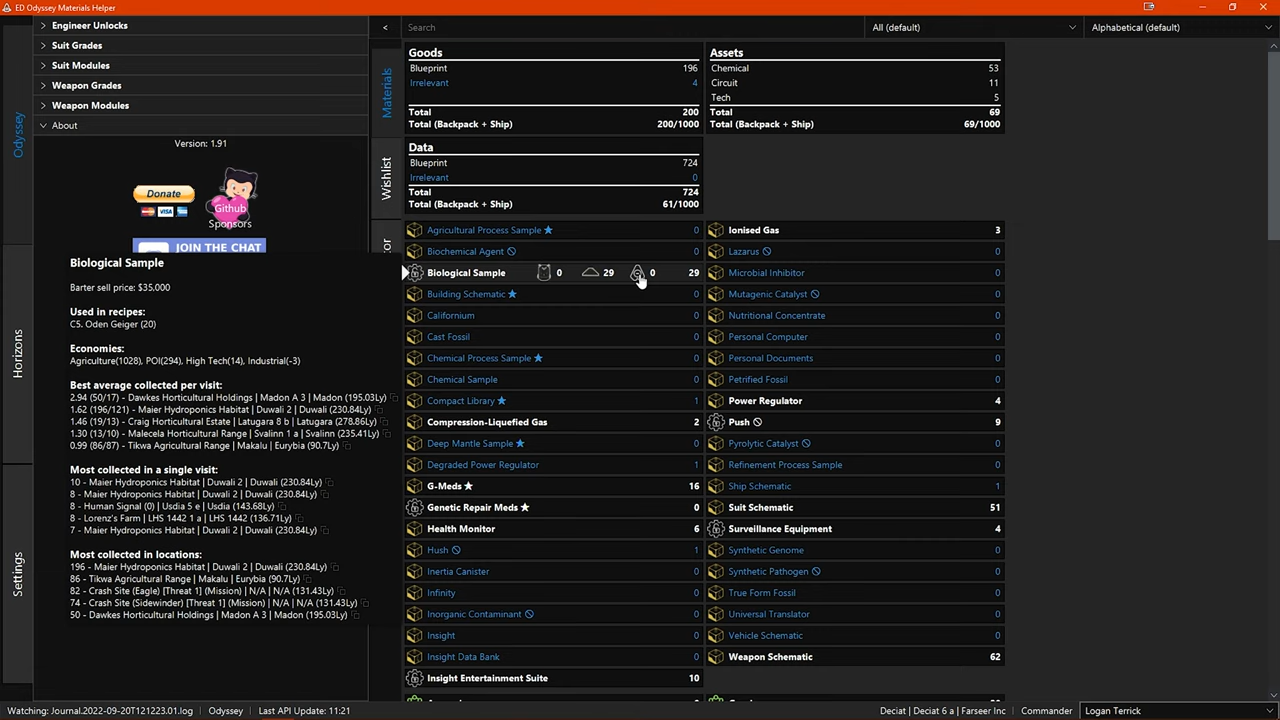 ED Odyssey Materials Helper
Engineer Unlocks
Suit Grades
Suit Modules
Weapon Grades
Weapon Modules
About
Version: 1.91
Donate
VISA
Github
Sponsors
JOIN THE CHAT
Odyssey
Horizons
Settings
Materials
Wishlist
Search
All (default)
Alphabetical (default)
Goods
Blueprint 196
Irrelevant 4
Total 200
Total (Backpack + Ship) 200/1000
Assets
Chemical 53
Circuit 11
Tech 5
Total 69
Total (Backpack + Ship) 69/1000
Data
Blueprint 724
Irrelevant 0
Total 724
Total (Backpack + Ship) 61/1000
Biological Sample
Barter sell price: $35.000
Used in recipes:
C5. Oden Geiger (20)
Economies:
Agriculture(1028), POI(294), High Tech(14), Industrial(-3)
Best average collected per visit:
2.94 (50/17) - Dawkes Horticultural Holdings | Madon A 3 | Madon (195.03Ly)
1.62 (196/121) - Maier Hydroponics Habitat | Duwali 2 | Duwali (230.84Ly)
1.46 (19/13) - Craig Horticultural Estate | Latugara 8 b | Latugara (278.86Ly)
1.30 (13/10) - Malecela Horticultural Range | Svalinn 1 a | Svalinn (235.41Ly)
0.99 (86/87) - Tikwa Agricultural Range | Makalu | Eurybia (90.7Ly)
Most collected in a single visit:
10 - Maier Hydroponics Habitat | Duwali 2 | Duwali (230.84Ly)
8 - Maier Hydroponics Habitat | Duwali 2 | Duwali (230.84Ly)
8 - Human Signal (0) | Usdia 5 e | Usdia (143.68Ly)
8 - Lorenz's Farm | LHS 1442 1 a | LHS 1442 (136.71Ly)
7 - Maier Hydroponics Habitat | Duwali 2 | Duwali (230.84Ly)
Most collected in locations:
196 - Maier Hydroponics Habitat | Duwali 2 | Duwali (230.84Ly)
86 - Tikwa Agricultural Range | Makalu | Eurybia (90.7Ly)
82 - Crash Site (Eagle) [Threat 1] (Mission) | N/A | N/A (131.43Ly)
74 - Crash Site (Sidewinder) [Threat 1] (Mission) | N/A | N/A (131.43Ly)
50 - Dawkes Horticultural Holdings | Madon A 3 | Madon (195.03Ly)
Agricultural Process Sample ★ 0
Biochemical Agent 0
Biological Sample 0 29 0 29
Building Schematic ★ 0
Californium 0
Cast Fossil 0
Chemical Process Sample ★ 0
Chemical Sample 0
Compact Library ★ 1
Compression-Liquefied Gas 2
Deep Mantle Sample ★ 0
Degraded Power Regulator 1
G-Meds ★ 16
Genetic Repair Meds ★ 0
Health Monitor 6
Hush 1
Inertia Canister 0
Infinity 0
Inorganic Contaminant 0
Insight 0
Insight Data Bank 0
Insight Entertainment Suite 10
Ionised Gas 3
Lazarus 0
Microbial Inhibitor 0
Mutagenic Catalyst 0
Nutritional Concentrate 0
Personal Computer 0
Personal Documents 0
Petrified Fossil 0
Power Regulator 4
Push 9
Pyrolytic Catalyst 0
Refinement Process Sample 0
Ship Schematic 1
Suit Schematic 51
Surveillance Equipment 4
Synthetic Genome 0
Synthetic Pathogen 0
True Form Fossil 0
Universal Translator 0
Vehicle Schematic 0
Weapon Schematic 62
Watching: Journal.2022-09-20T121223.01.log
Odyssey
Last API Update: 11:21
Deciat | Deciat 6 a | Farseer Inc
Commander
Logan Terrick